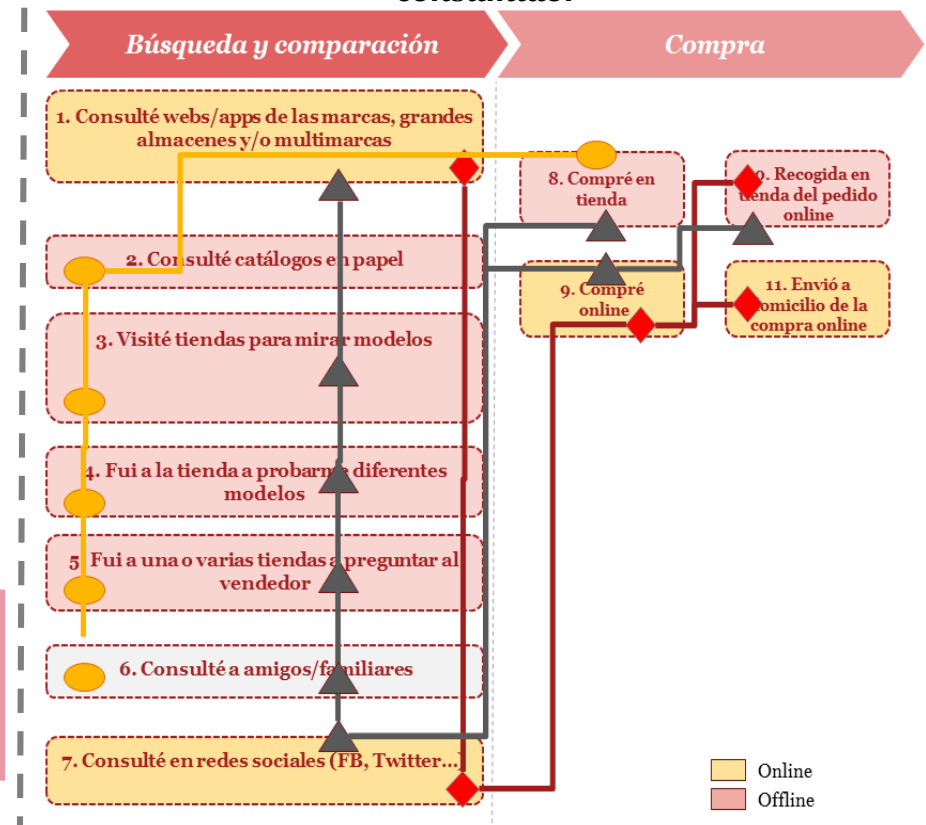 Búsqueda y comparación
Compra
1. Consulté webs/apps de las marcas, grandes
almacenes y/o multimarcas
2. Consulté catálogos en papel
3. Visité tiendas para mirar modelos
4. Fui a la tienda a probarme diferentes
modelos
5 Fui a una o varias tiendas a preguntar al
vendedor
6. Consulté a amigos/familiares
7. Consulté en redes sociales (FB, Twitter...)
8. Compré en
tienda
9. Compré
online
0. Recogida en
tienda del pedido
online
11. Envió a
domicilio de la
compra online
Online
Offline